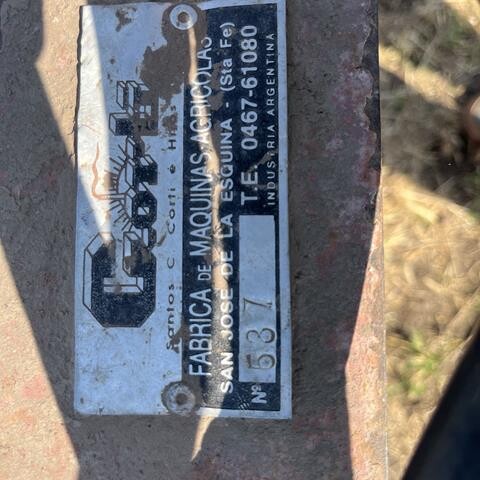 Corti
Santos C. Corti e Hijos
FABRICA DE MAQUINAS AGRICOLAS
SAN JOSE DE LA ESQUINA - (Sta Fe)
T.E. 0467-61080
INDUSTRIA ARGENTINA
Nº 537